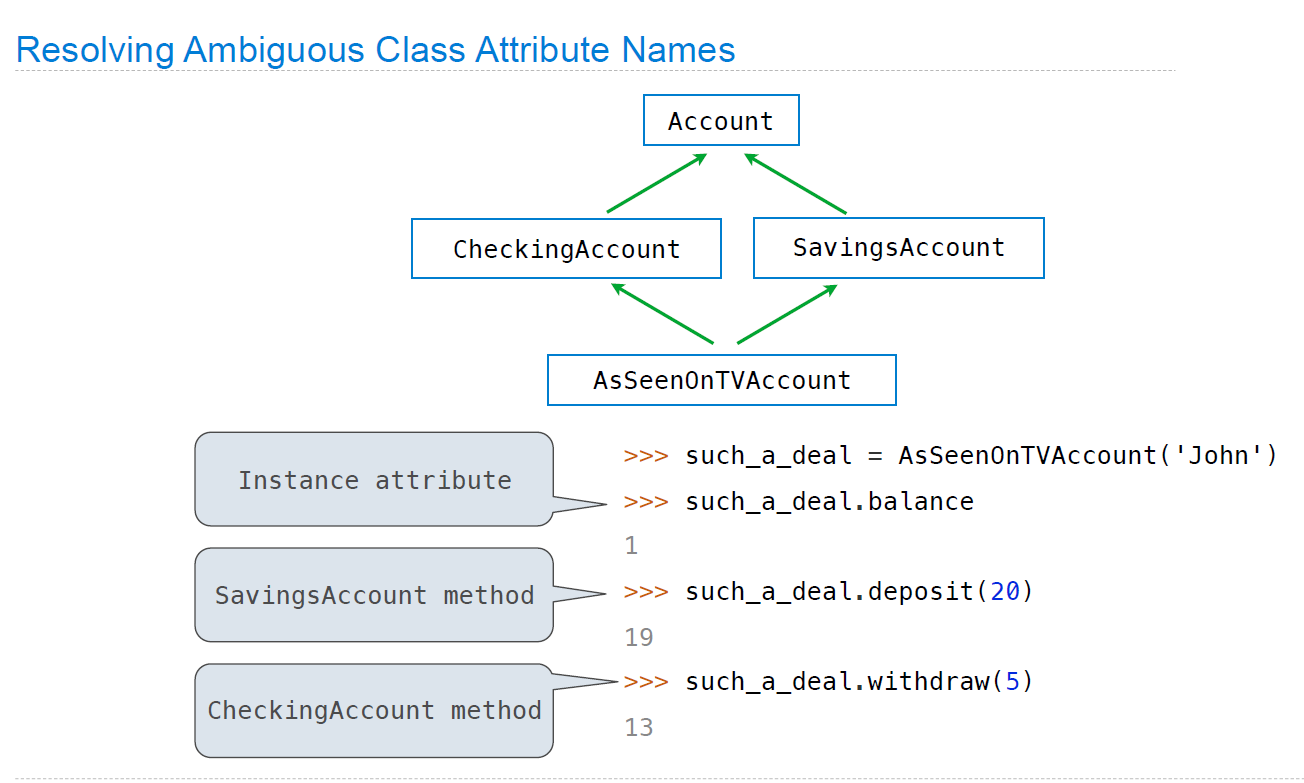 Resolving Ambiguous Class Attribute Names
Account
CheckingAccount
SavingsAccount
AsSeenOnTVAccount
Instance attribute
>>> such_a_deal = AsSeenOnTVAccount('John')
>>> such_a_deal.balance
1
SavingsAccount method
>>> such_a_deal.deposit(20)
19
CheckingAccount method
>>> such_a_deal.withdraw(5)
13